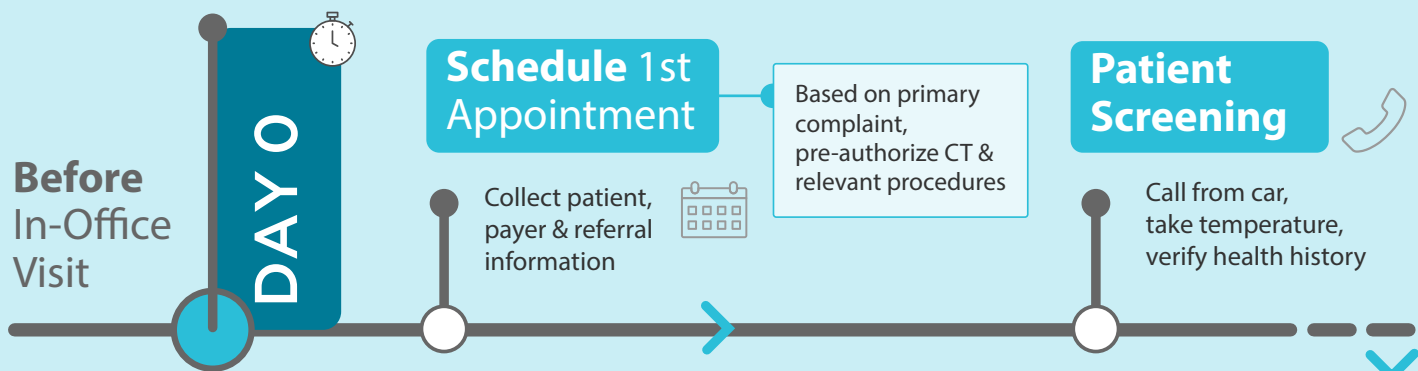 Before
In-Office
Visit
DAY 0
Schedule 1st
Appointment
Collect patient,
payer & referral
information
Based on primary
complaint,
pre-authorize CT &
relevant procedures
Patient
Screening
Call from car,
take temperature,
verify health history